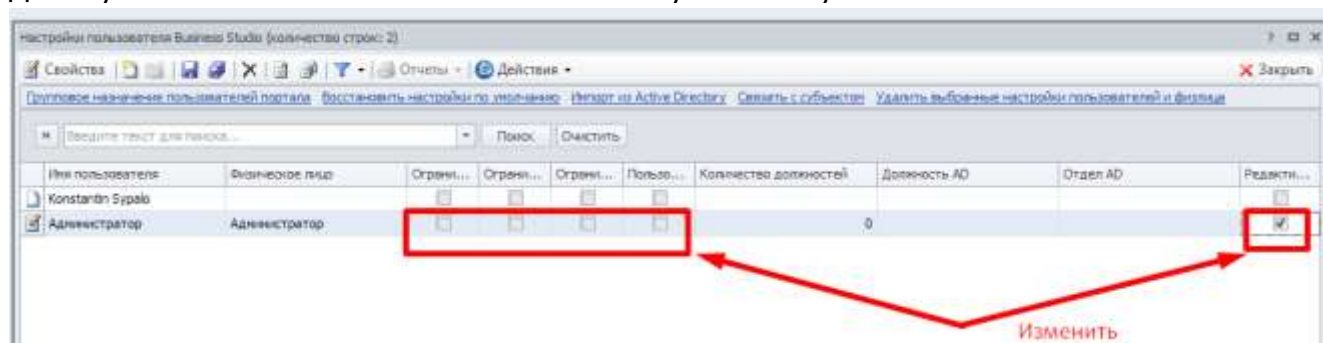 Настройки пользователя Business Studio (количество строк: 2)
Свойства Отчеты Действия Закрыть
Групповое назначение пользователей портала Восстановить настройки по умолчанию Импорт из Active Directory Связать с субъектом Удалить выбранные настройки пользователей и физлица
Введите текст для поиска... Поиск Очистить
Имя пользователя Физическое лицо Ограни... Ограни... Ограни... Пользо... Количество должностей Должность AD Отдел AD Редакти...
Konstantin Sypalo
Администратор Администратор 0
Изменить